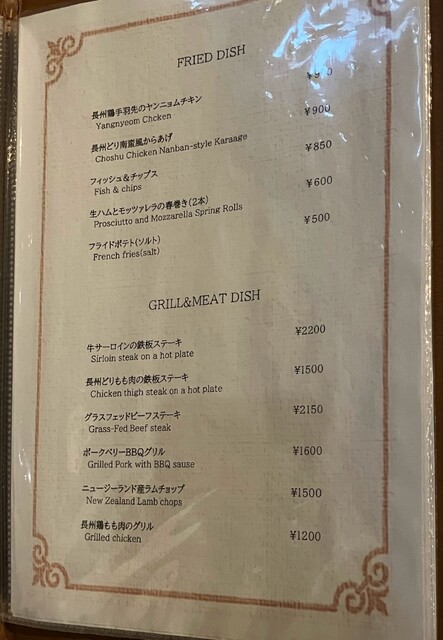 FRIED DISH
長州鶏手羽先のヤンニョムチキン
Yangnyeom Chcken
長州どり南蛮風からあげ ¥900
Choshu Chicken Nanban-style Karaage
フィッシュ&チップス ¥850
Fish & chips
生ハムとモッツァレラの春巻き(2本) ¥600
Prosciutto and Mozzarella Spring Rolls
フライドポテト(ソルト) ¥500
French fries(salt)
GRILL&MEAT DISH
牛サーロインの鉄板ステーキ ¥2200
Sirloin steak on a hot plate
長州どりもも肉の鉄板ステーキ ¥1500
Chicken thigh steak on a hot plate
グラスフェッドビーフステーキ ¥2150
Grass-Fed Beef steak
ポークベリーBBQグリル ¥1600
Grilled Pork with BBQ sause
ニュージーランド産ラムチョップ ¥1500
New Zealand Lamb chops
長州鶏もも肉のグリル ¥1200
Grilled chicken